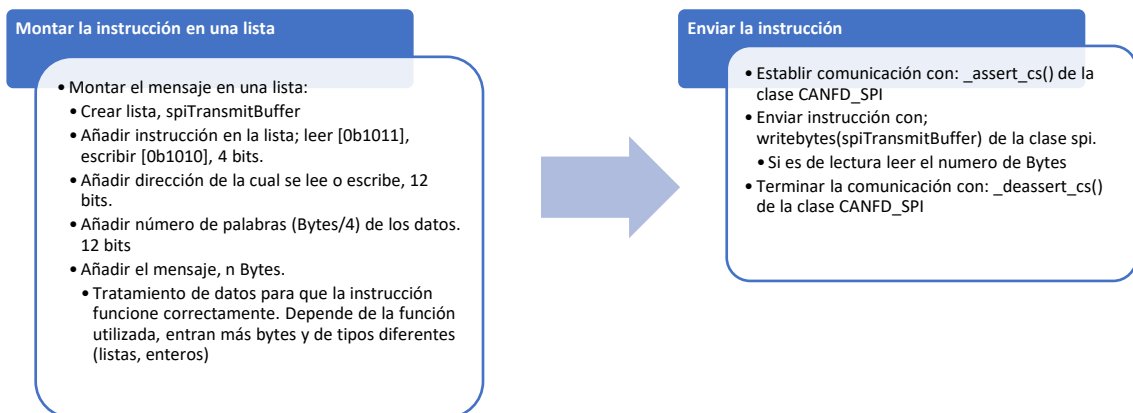 Montar la instrucción en una lista
• Montar el mensaje en una lista:
• Crear lista, spiTransmitBuffer
• Añadir instrucción en la lista; leer [0b1011],
escribir [0b1010], 4 bits.
• Añadir dirección de la cual se lee o escribe, 12
bits.
• Añadir número de palabras (Bytes/4) de los datos.
12 bits
• Añadir el mensaje, n Bytes.
• Tratamiento de datos para que la instrucción
funcione correctamente. Depende de la función
utilizada, entran más bytes y de tipos diferentes
(listas, enteros)
Enviar la instrucción
• Establir comunicación con: _assert_cs() de la
clase CANFD_SPI
• Enviar instrucción con;
writebytes(spiTransmitBuffer) de la clase spi.
• Si es de lectura leer el numero de Bytes
• Terminar la comunicación con: _deassert_cs()
de la clase CANFD_SPI